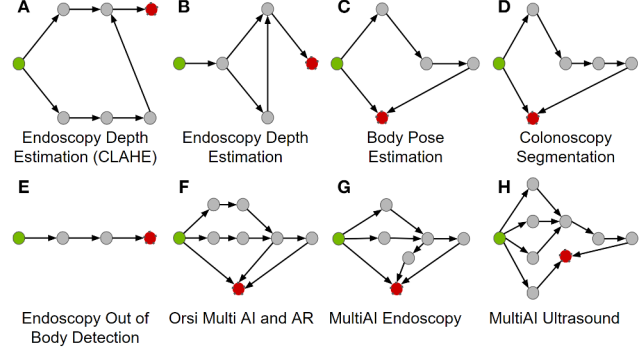 A B C D
Endoscopy Depth
Estimation (CLAHE)
Endoscopy Depth
Estimation
Body Pose
Estimation
Colonoscopy
Segmentation
E F G H
Endoscopy Out of
Body Detection
Orsi Multi AI and AR
MultiAI Endoscopy
MultiAI Ultrasound